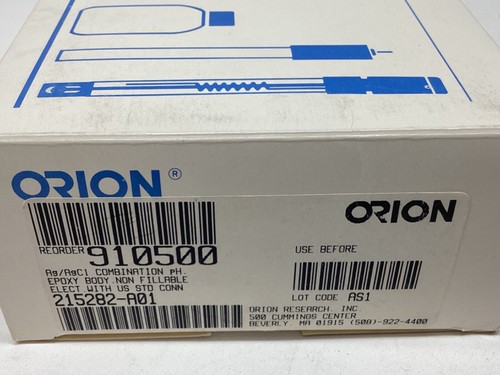 ORION®
ORION
REORDER 910500
USE BEFORE
Ag/AgCl COMBINATION pH.
EPOXY BODY.NON FILLABLE
ELECT WITH US STD CONN
215282-A01
LOT CODE AS1
ORION RESEARCH, INC.
500 CUMMINGS CENTER
BEVERLY, MA 01915 (508)-922-4400